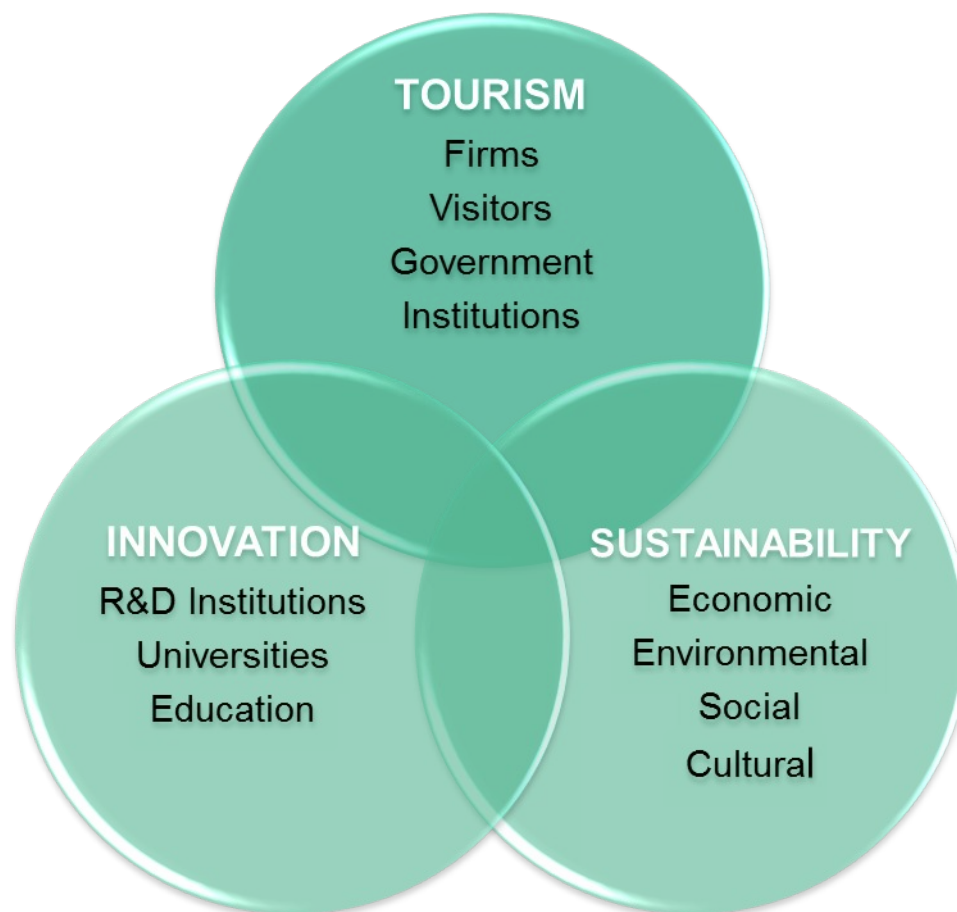 TOURISM
Firms
Visitors
Government
Institutions
INNOVATION
R&D Institutions
Universities
Education
SUSTAINABILITY
Economic
Environmental
Social
Cultural